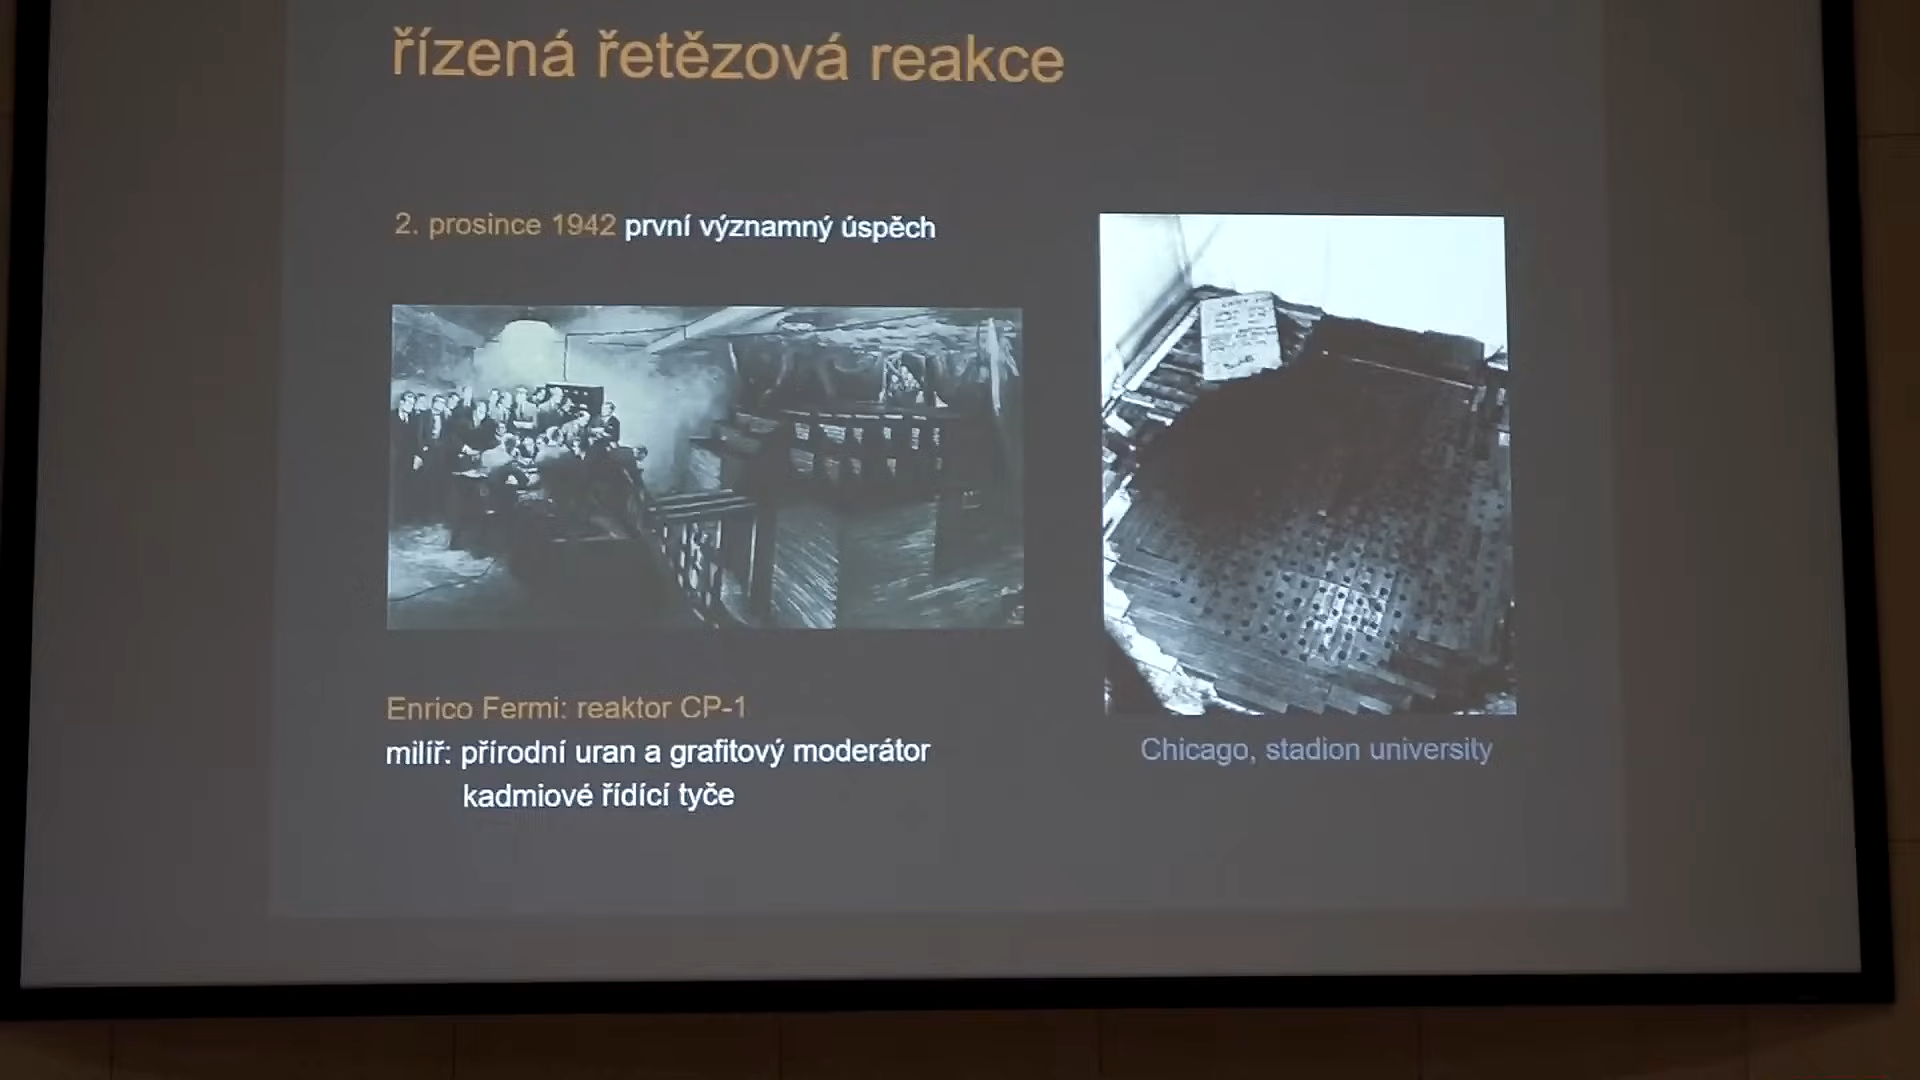 řízená řetězová reakce
2. prosince 1942 první významný úspěch
Enrico Fermi: reaktor CP-1
milíř: přírodní uran a grafitový moderátor
kadmiové řídící tyče
Chicago, stadion university